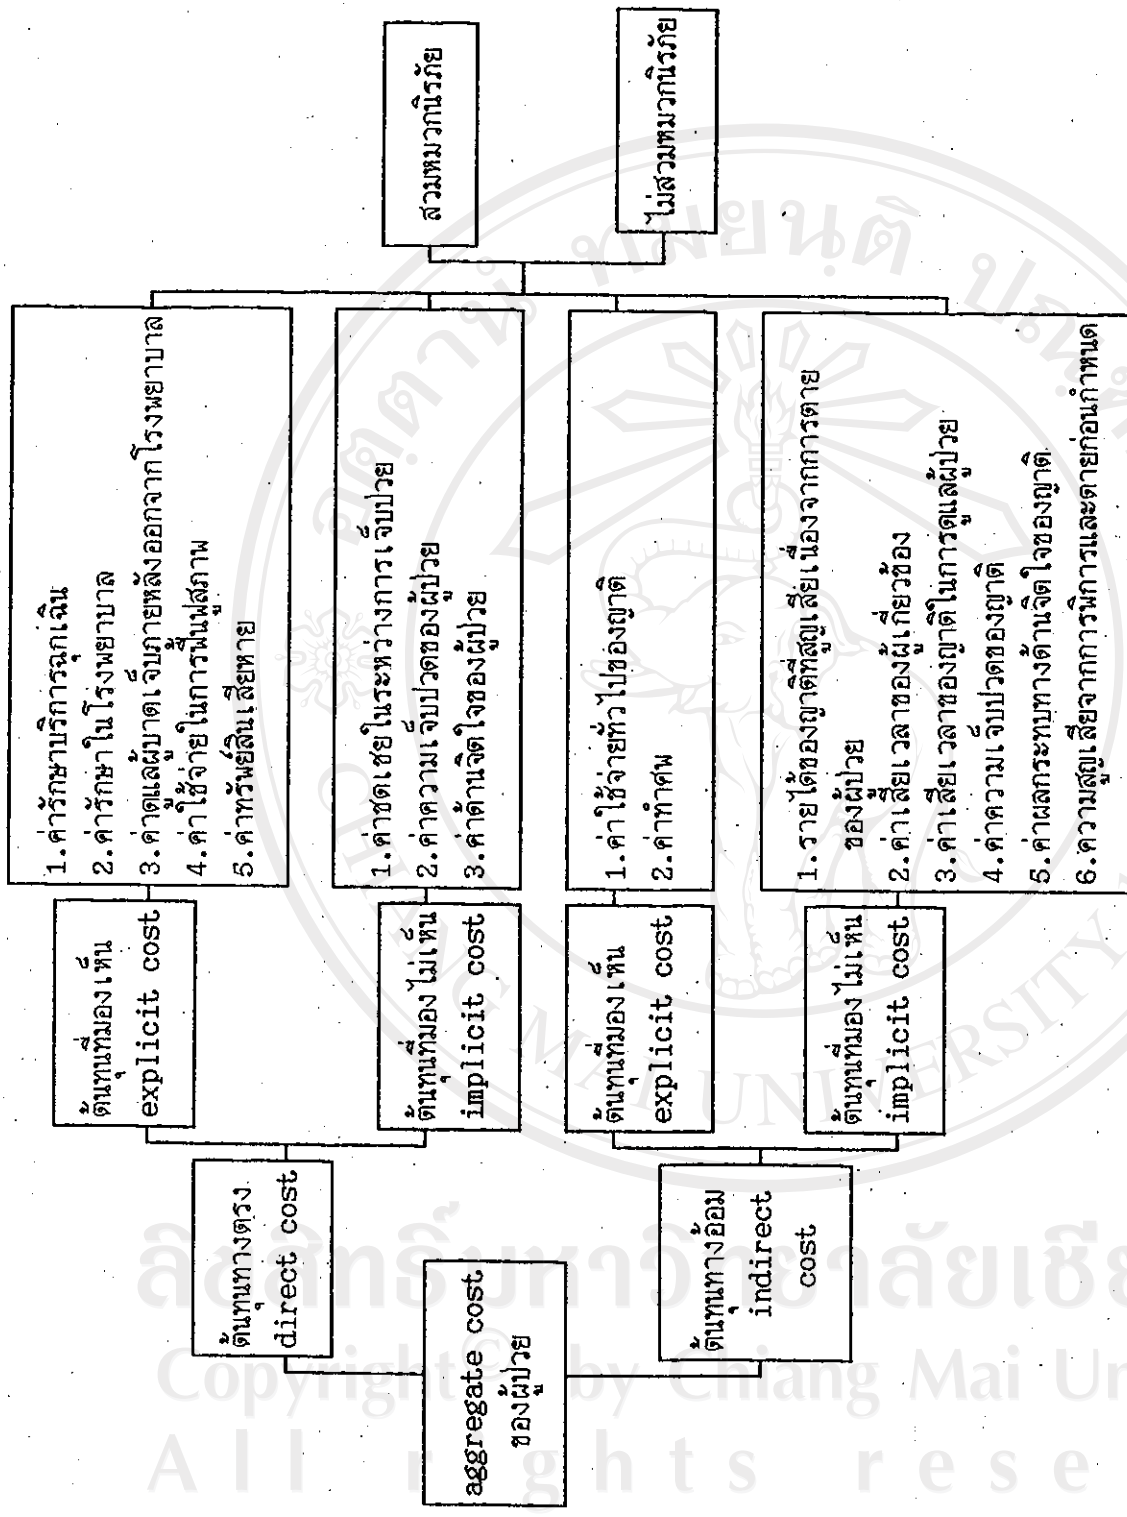 aggregate cost
ของผู้ป่วย
ต้นทุนทางตรง
direct cost
ต้นทุนทางอ้อม
indirect
cost
ต้นทุนที่มองเห็น
explicit cost
ต้นทุนที่มองไม่เห็น
implicit cost
ต้นทุนที่มองเห็น
explicit cost
ต้นทุนที่มองไม่เห็น
implicit cost
1.ค่ารักษาบริการฉุกเฉิน
2.ค่ารักษาในโรงพยาบาล
3.ค่าดูแลผู้บาดเจ็บภายหลังออกจากโรงพยาบาล
4.ค่าใช้จ่ายในการฟื้นฟูสภาพ
5.ค่าทรัพย์สินเสียหาย
1.ค่าชดเชยในระหว่างการเจ็บป่วย
2.ค่าความเจ็บปวดของผู้ป่วย
3.ค่าด้านจิตใจของผู้ป่วย
1.ค่าใช้จ่ายทั่วไปของญาติ
2.ค่าทำศพ
1.รายได้ของญาติที่สูญเสียเนื่องจากการตาย
ของผู้ป่วย
2.ค่าเสียเวลาของผู้เกี่ยวข้อง
3.ค่าเสียเวลาของญาติในการดูแลผู้ป่วย
4.ค่าความเจ็บปวดของญาติ
5.ค่าผลกระทบทางด้านจิตใจของญาติ
6.ความสูญเสียจากการพิการและตายก่อนกำหนด
สวมหมวกนิรภัย
ไม่สวมหมวกนิรภัย
ลิขสิทธิ์มหาวิทยาลัยเชีย
Copyright © by Chiang Mai Un
All rights rese